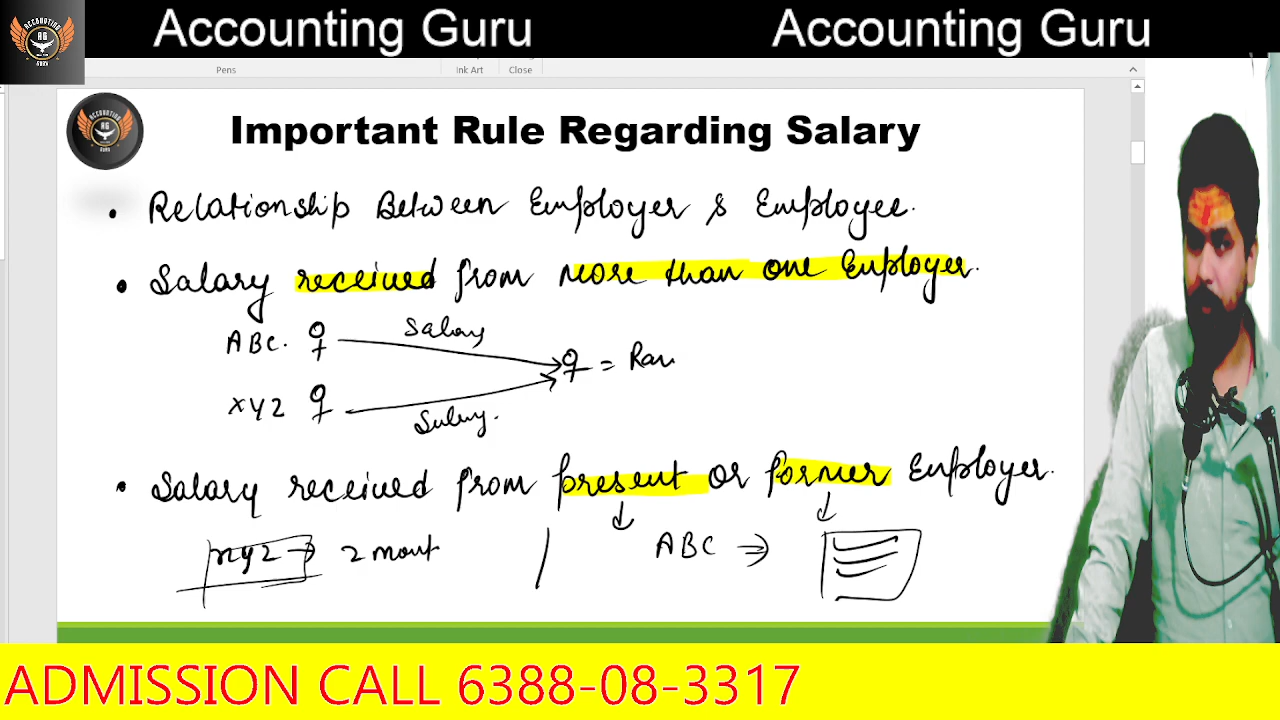 Accounting Guru Accounting Guru
Pens Ink Art Close
Important Rule Regarding Salary
• Relationship Between Employer & Employee.
• Salary received from more than one Employer.
ABC. Salary
= Ram
XYZ Salary.
• Salary received from present or former Employer.
xyz → 2 mont ABC ⇒
ADMISSION CALL 6388-08-3317